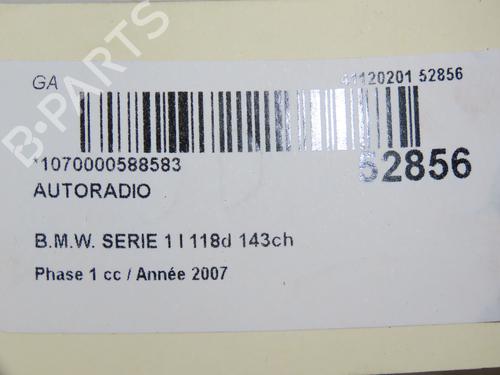 GA
41120201 52856
B-PARTS
*1070000588583
52856
AUTORADIO
B.M.W. SERIE 1 I 118d 143ch
Phase 1 cc / Année 2007